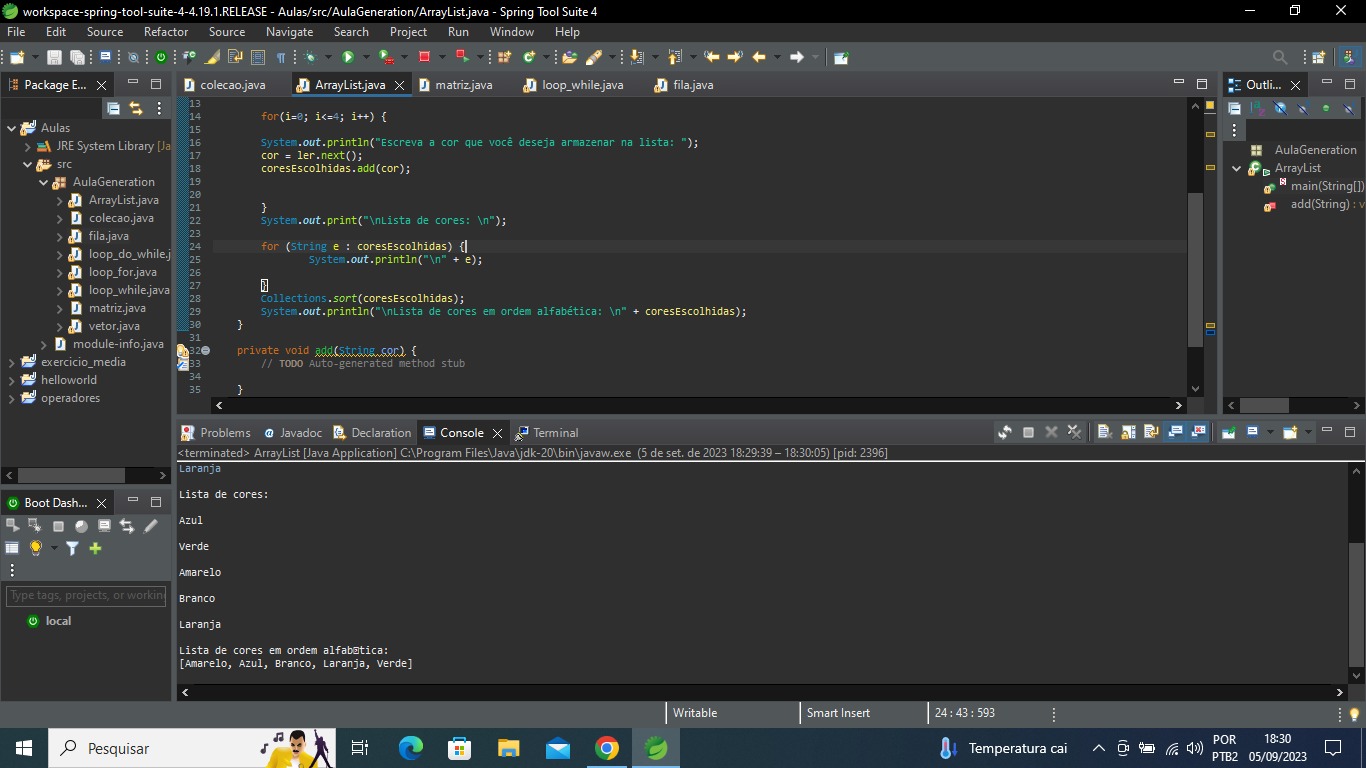 workspace-spring-tool-suite-4-4.19.1.RELEASE - Aulas/src/AulaGeneration/ArrayList.java - Spring Tool Suite 4
File Edit Source Refactor Source Navigate Search Project Run Window Help
Package E...
colecao.java ArrayList.java matriz.java loop_while.java fila.java
Outli...
Aulas
JRE System Library [Ja
src
AulaGeneration
ArrayList.java
colecao.java
fila.java
loop_do_while.j
loop_for.java
loop_while.java
matriz.java
vetor.java
module-info.java
exercicio_media
helloworld
operadores
13
14 for(i=0; i<=4; i++) {
15
16 System.out.println("Escreva a cor que você deseja armazenar na lista: ");
17 cor = ler.next();
18 coresEscolhidas.add(cor);
19
20
21 }
22 System.out.print("\nLista de cores: \n");
23
24 for (String e : coresEscolhidas) {
25 System.out.println("\n" + e);
26
27 }
28 Collections.sort(coresEscolhidas);
29 System.out.println("\nLista de cores em ordem alfabética: \n" + coresEscolhidas);
30 }
31
32 private void add(String cor) {
33 // TODO Auto-generated method stub
34
35 }
AulaGeneration
ArrayList
main(String[])
add(String) : v
Problems Javadoc Declaration Console Terminal
<terminated> ArrayList [Java Application] C:\Program Files\Java\jdk-20\bin\javaw.exe (5 de set. de 2023 18:29:39 – 18:30:05) [pid: 2396]
Laranja
Lista de cores:
Azul
Verde
Amarelo
Branco
Laranja
Lista de cores em ordem alfab�tica:
[Amarelo, Azul, Branco, Laranja, Verde]
Boot Dash...
Type tags, projects, or working
local
Writable Smart Insert 24 : 43 : 593
Pesquisar
Temperatura cai
POR
PTB2
18:30
05/09/2023